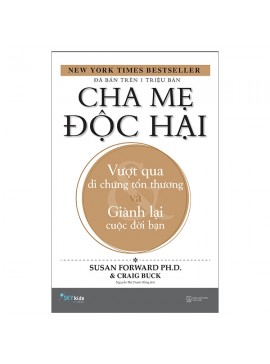 NEW YORK TIMES BESTSELLER
ĐÃ BÁN TRÊN 1 TRIỆU BẢN
CHA MẸ
ĐỘC HẠI
Vượt qua
di chứng tổn thương
và
Giành lại
cuộc đời bạn
SUSAN FORWARD PH.D.
& CRAIG BUCK
SKYkids